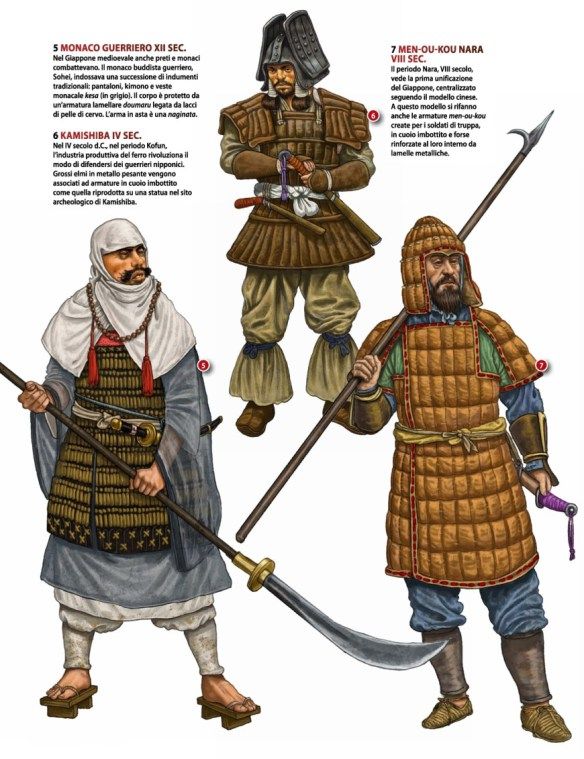 5 MONACO GUERRIERO XII SEC.
Nel Giappone medioevale anche preti e monaci
combattevano. Il monaco buddista guerriero,
Sohei, indossava una successione di indumenti
tradizionali: pantaloni, kimono e veste
monacale kesa (in grigio). Il corpo è protetto da
un'armatura lamellare doumaru legata da lacci
di pelle di cervo. L'arma in asta è una naginata.
6 KAMISHIBA IV SEC.
Nel IV secolo d.C., nel periodo Kofun,
l'industria produttiva del ferro rivoluziona il
modo di difendersi dei guerrieri nipponici.
Grossi elmi in metallo pesante vengono
associati ad armature in cuoio imbottito
come quella riprodotta su una statua nel sito
archeologico di Kamishiba.
7 MEN-OU-KOU NARA
VIII SEC.
Il periodo Nara, VIII secolo,
vede la prima unificazione
del Giappone, centralizzato
seguendo il modello cinese.
A questo modello si rifanno
anche le armature men-ou-kou
create per i soldati di truppa,
in cuoio imbottito e forse
rinforzate al loro interno da
lamelle metalliche.
6
5
7